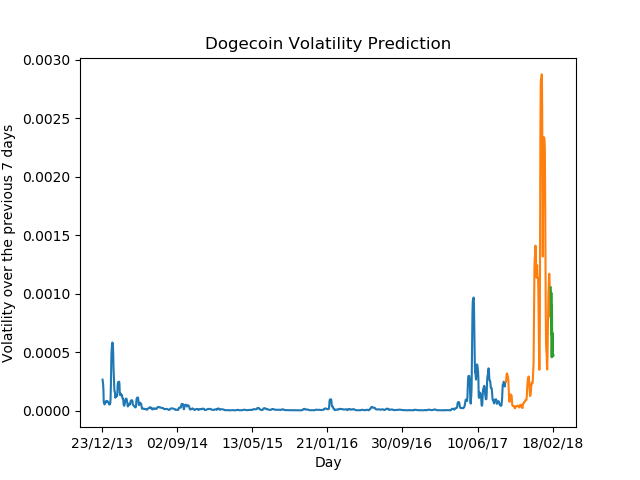 Dogecoin Volatility Prediction
Volatility over the previous 7 days
0.0030
0.0025
0.0020
0.0015
0.0010
0.0005
0.0000
23/12/13 02/09/14 13/05/15 21/01/16 30/09/16 10/06/17 18/02/18
Day